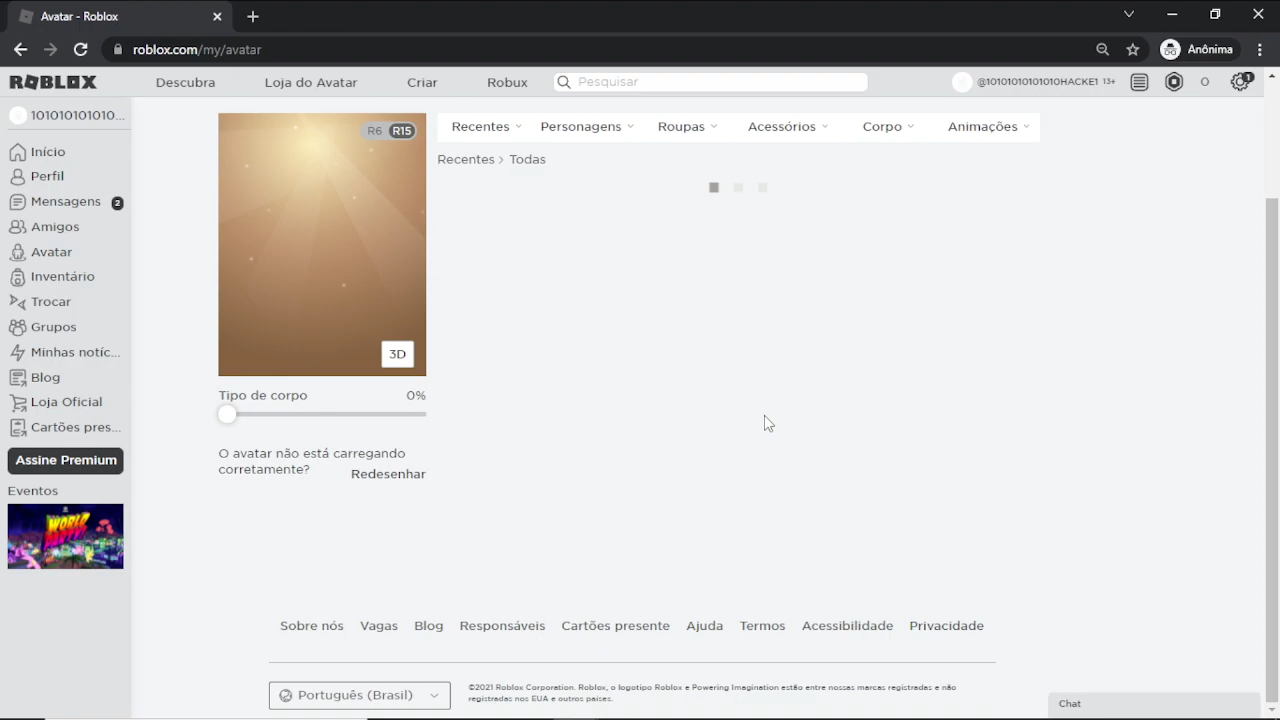 Avatar - Roblox
roblox.com/my/avatar
Anônima
ROBLOX
Descubra
Loja do Avatar
Criar
Robux
Pesquisar
@1010101010101OHACKE1 13+
0
1
101010101010...
Início
Perfil
Mensagens 2
Amigos
Avatar
Inventário
Trocar
Grupos
Minhas notíc...
Blog
Loja Oficial
Cartões pres...
Assine Premium
Eventos
WORLD PARTY!
R6 R15
3D
Tipo de corpo 0%
O avatar não está carregando
corretamente?
Redesenhar
Recentes
Personagens
Roupas
Acessórios
Corpo
Animações
Recentes > Todas
Sobre nós
Vagas
Blog
Responsáveis
Cartões presente
Ajuda
Termos
Acessibilidade
Privacidade
Português (Brasil)
©2021 Roblox Corporation. Roblox, o logotipo Roblox e Powering Imagination estão entre nossas marcas registradas e não
registradas nos EUA e outros países.
Chat